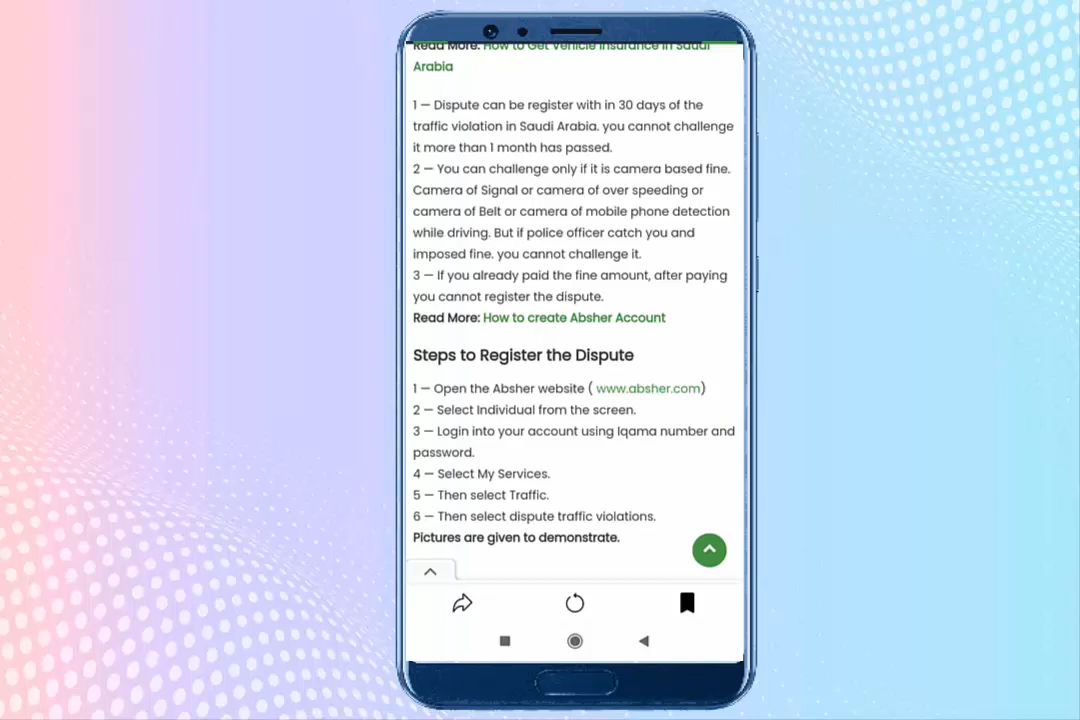 Read More: How to Get Vehicle Insurance in Saudi
Arabia
1 — Dispute can be register with in 30 days of the
traffic violation in Saudi Arabia. you cannot challenge
it more than 1 month has passed.
2 — You can challenge only if it is camera based fine.
Camera of Signal or camera of over speeding or
camera of Belt or camera of mobile phone detection
while driving. But if police officer catch you and
imposed fine. you cannot challenge it.
3 — If you already paid the fine amount, after paying
you cannot register the dispute.
Read More: How to create Absher Account
Steps to Register the Dispute
1 — Open the Absher website ( www.absher.com)
2 — Select Individual from the screen.
3 — Login into your account using Iqama number and
password.
4 — Select My Services.
5 — Then select Traffic.
6 — Then select dispute traffic violations.
Pictures are given to demonstrate.